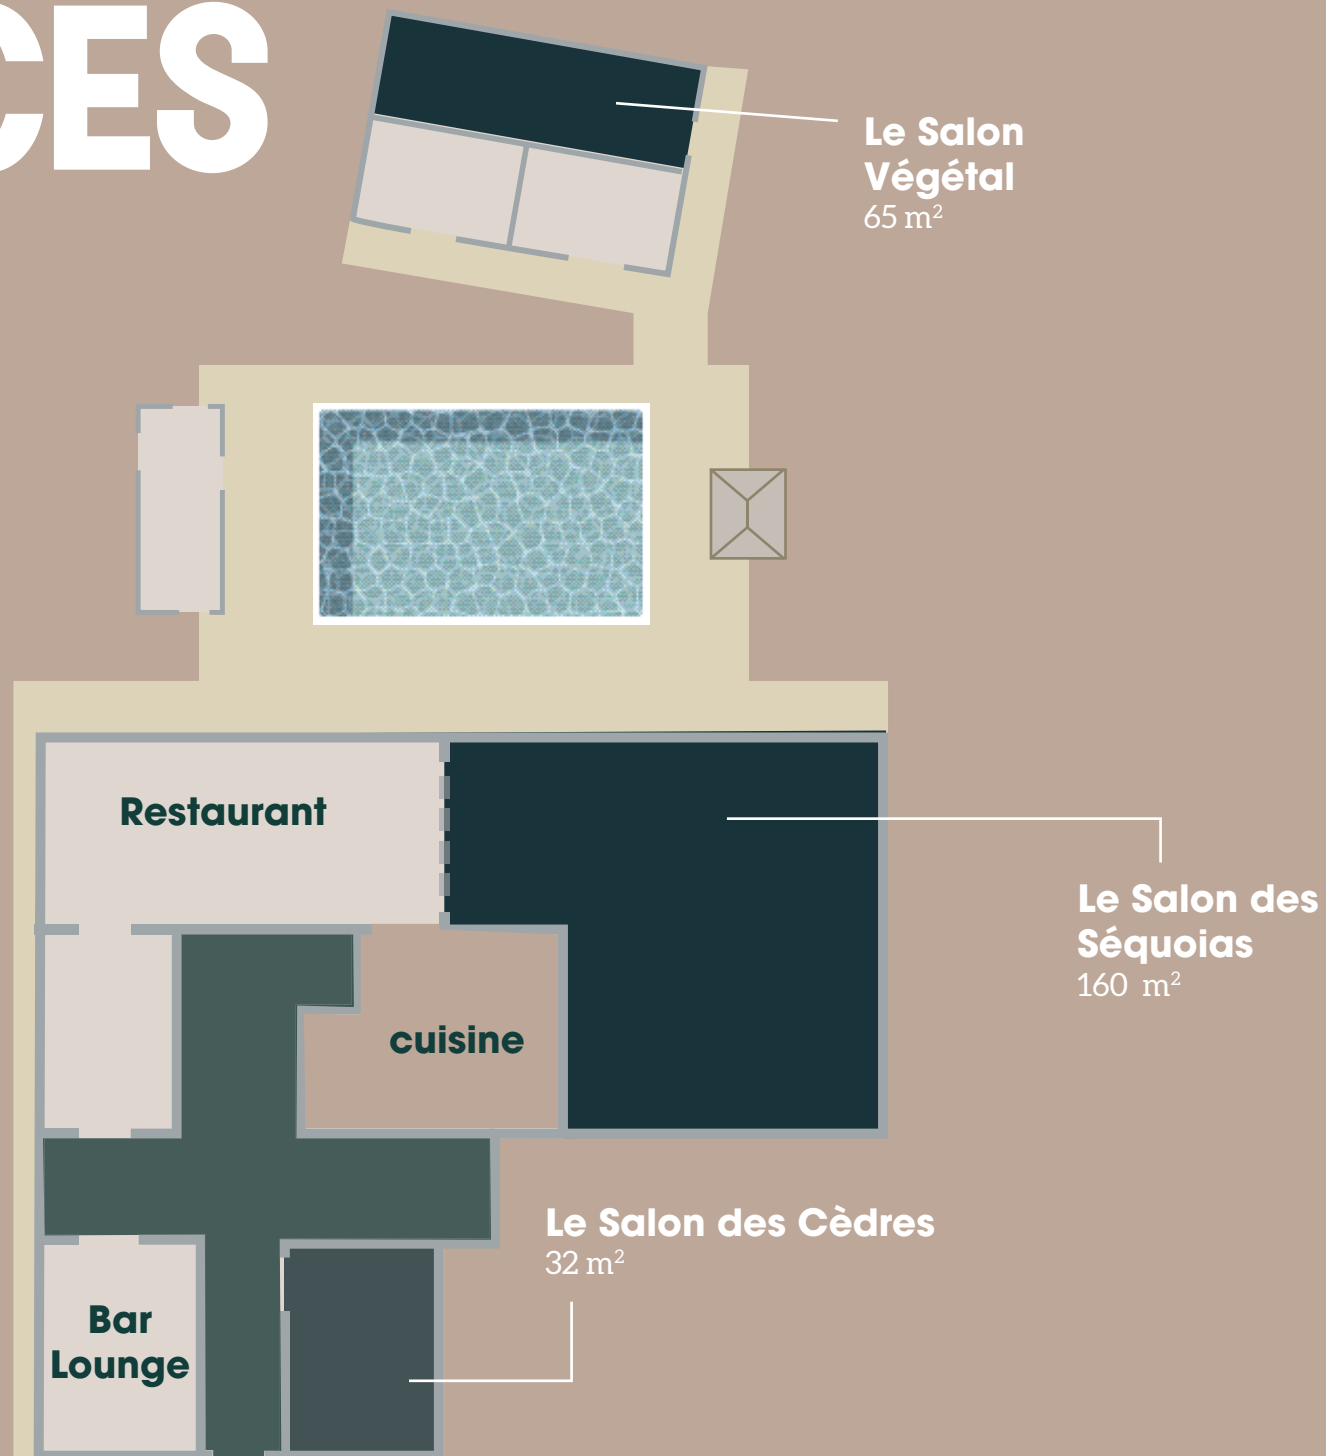 CES
Le Salon
Végétal
65 m²
Restaurant
Le Salon des
Séquoias
160 m²
cuisine
Le Salon des Cèdres
32 m²
Bar
Lounge